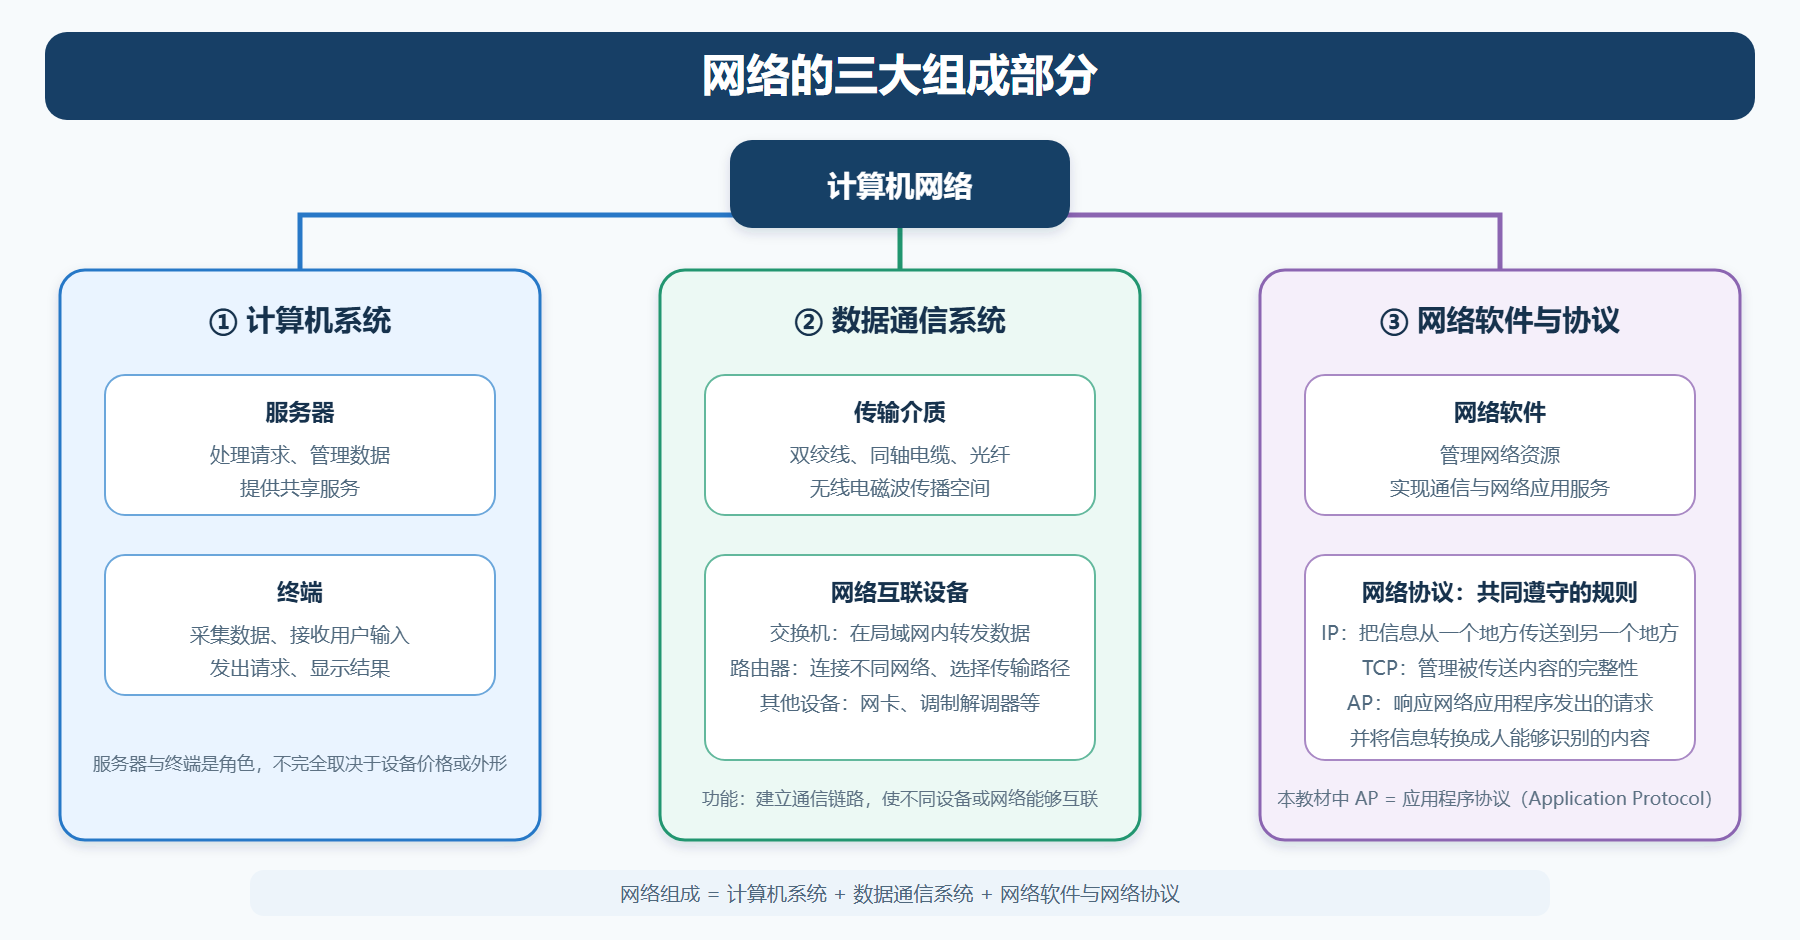 网络的三大组成部分
计算机网络
① 计算机系统
服务器
处理请求、管理数据
提供共享服务
终端
采集数据、接收用户输入
发出请求、显示结果
服务器与终端是角色，不完全取决于设备价格或外形
② 数据通信系统
传输介质
双绞线、同轴电缆、光纤
无线电磁波传播空间
网络互联设备
交换机：在局域网内转发数据
路由器：连接不同网络、选择传输路径
其他设备：网卡、调制解调器等
功能：建立通信链路，使不同设备或网络能够互联
③ 网络软件与协议
网络软件
管理网络资源
实现通信与网络应用服务
网络协议：共同遵守的规则
IP：把信息从一个地方传送到另一个地方
TCP：管理被传送内容的完整性
AP：响应网络应用程序发出的请求
并将信息转换成人能够识别的内容
本教材中 AP = 应用程序协议（Application Protocol）
网络组成 = 计算机系统 + 数据通信系统 + 网络软件与网络协议